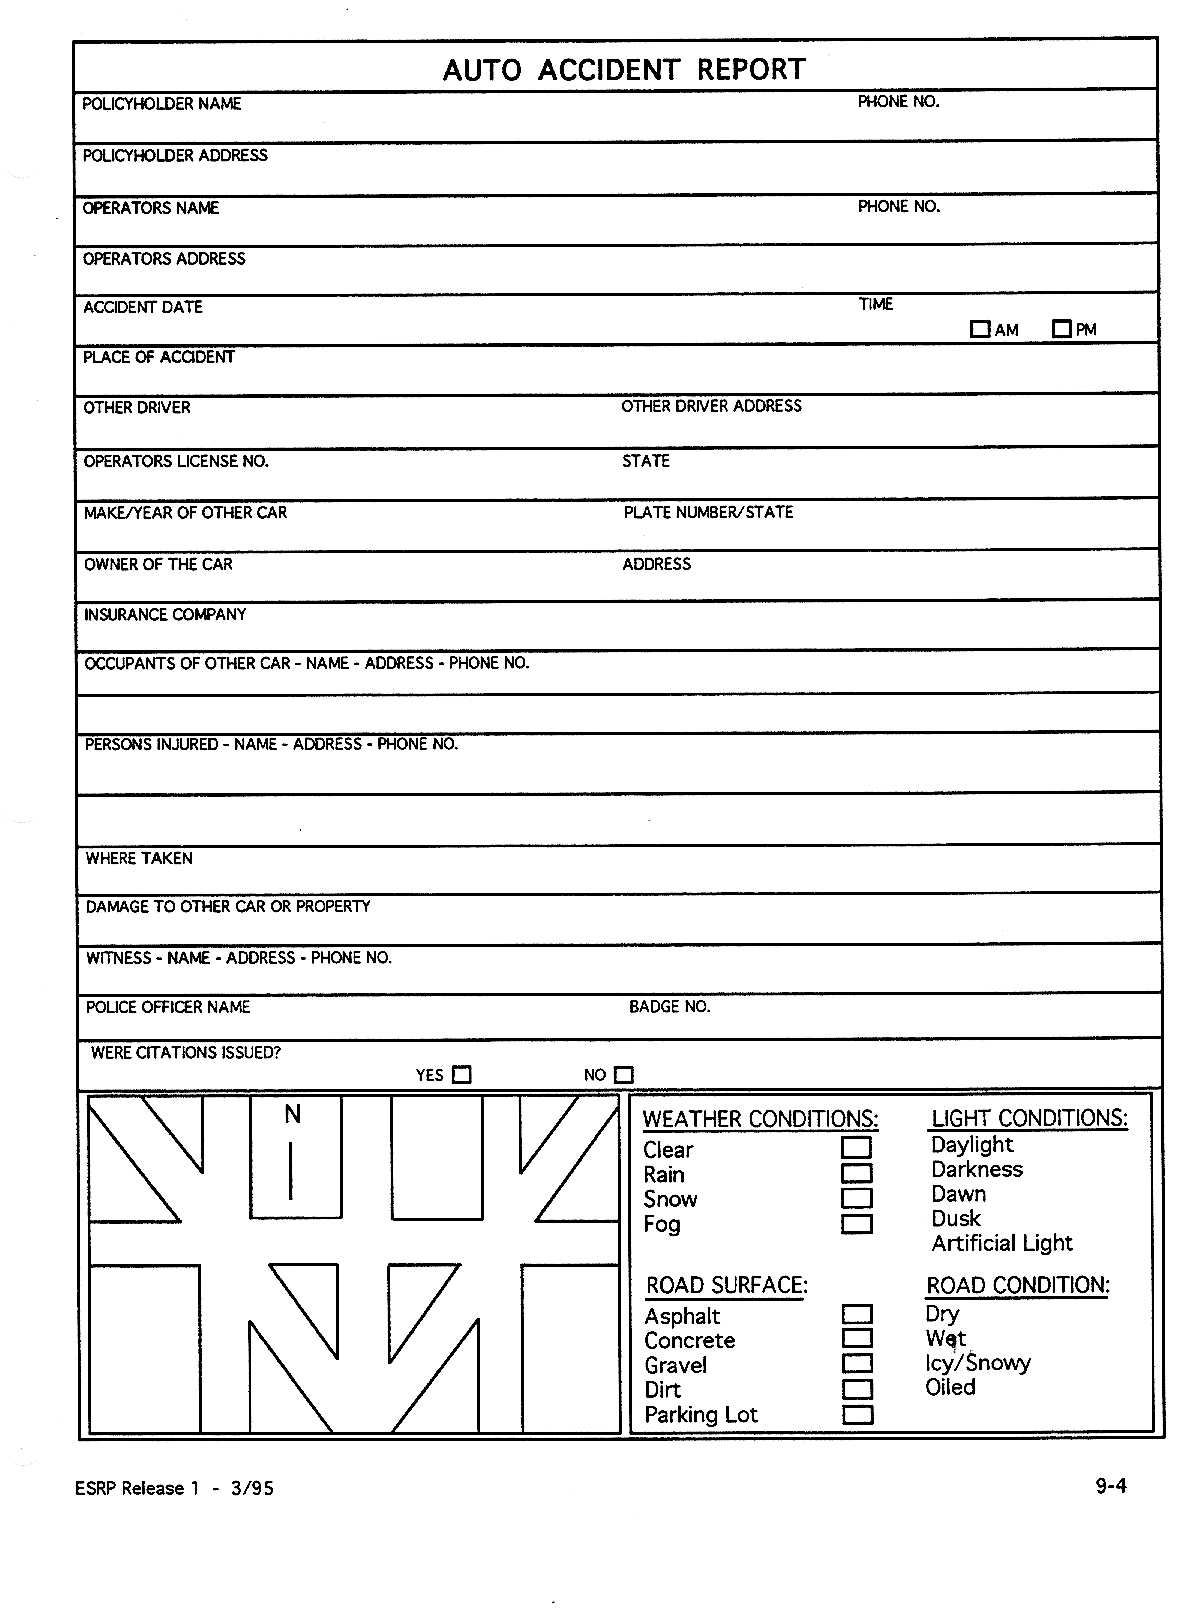 AUTO ACCIDENT REPORT
POLICYHOLDER NAME PHONE NO.
POLICYHOLDER ADDRESS
OPERATORS NAME PHONE NO.
OPERATORS ADDRESS
ACCIDENT DATE TIME
AM PM
PLACE OF ACCIDENT
OTHER DRIVER OTHER DRIVER ADDRESS
OPERATORS LICENSE NO. STATE
MAKE/YEAR OF OTHER CAR PLATE NUMBER/STATE
OWNER OF THE CAR ADDRESS
INSURANCE COMPANY
OCCUPANTS OF OTHER CAR - NAME - ADDRESS - PHONE NO.
PERSONS INJURED - NAME - ADDRESS - PHONE NO.
WHERE TAKEN
DAMAGE TO OTHER CAR OR PROPERTY
WITNESS - NAME - ADDRESS - PHONE NO.
POLICE OFFICER NAME BADGE NO.
WERE CITATIONS ISSUED?
YES NO
N
WEATHER CONDITIONS:
Clear
Rain
Snow
Fog
LIGHT CONDITIONS:
Daylight
Darkness
Dawn
Dusk
Artificial Light
ROAD SURFACE:
Asphalt
Concrete
Gravel
Dirt
Parking Lot
ROAD CONDITION:
Dry
Wet
Icy/Snowy
Oiled
ESRP Release 1 - 3/95 9-4